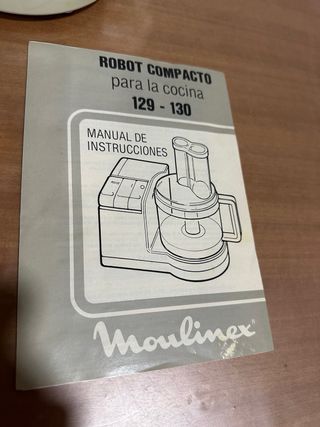 ROBOT COMPACTO
para la cocina
129 - 130
MANUAL DE
INSTRUCCIONES
Moulinex®